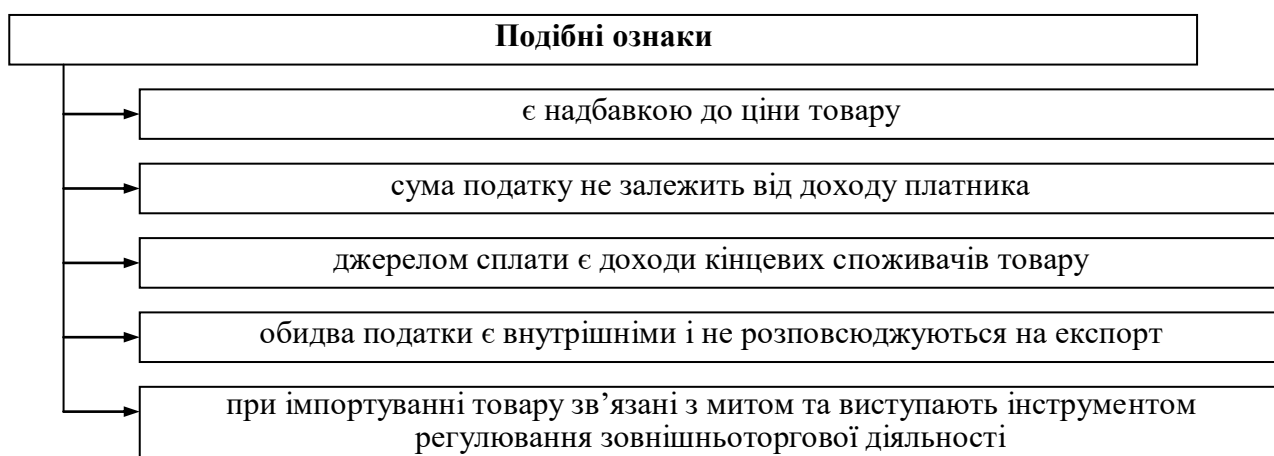 Подібні ознаки
є надбавкою до ціни товару
сума податку не залежить від доходу платника
джерелом сплати є доходи кінцевих споживачів товару
обидва податки є внутрішніми і не розповсюджуються на експорт
при імпортуванні товару зв’язані з митом та виступають інструментом
регулювання зовнішньоторгової діяльності